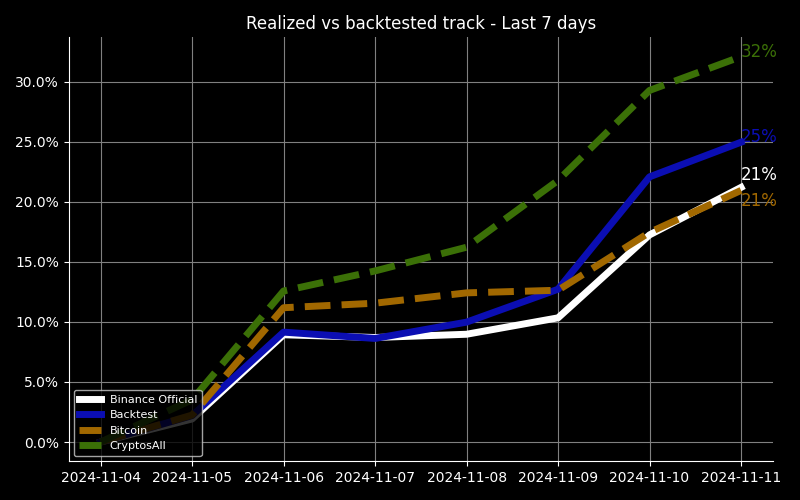 Realized vs backtested track - Last 7 days
32%
30.0%
25.0%
25%
21%
20.0%
21%
15.0%
10.0%
5.0%
0.0%
Binance Official
Backtest
Bitcoin
CryptosAll
2024-11-04 2024-11-05 2024-11-06 2024-11-07 2024-11-08 2024-11-09 2024-11-10 2024-11-11